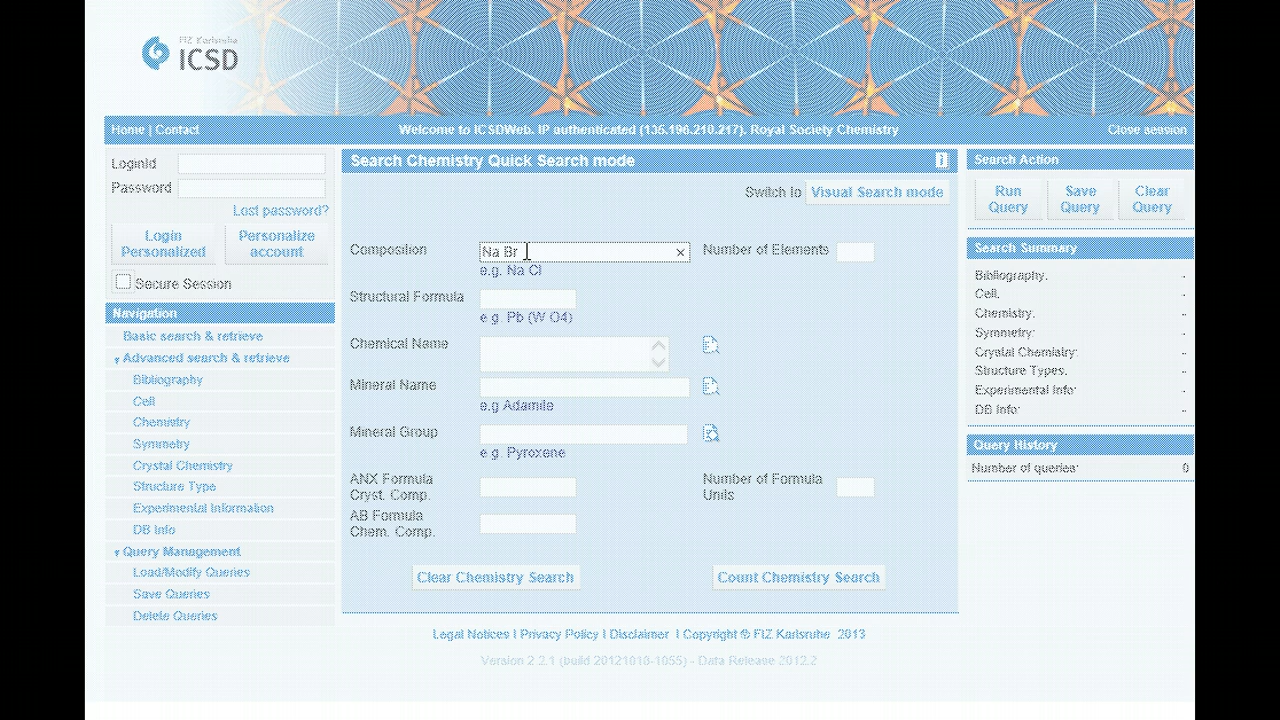 FIZ Karlsruhe
ICSD
Home | Contact
Welcome to ICSDWeb. IP authenticated (135.196.210.217). Royal Society Chemistry
Close session
LoginId
Password
Lost password?
Login Personalized
Personalize account
Secure Session
Navigation
Basic search & retrieve
Advanced search & retrieve
Bibliography
Cell
Chemistry
Symmetry
Crystal Chemistry
Structure Type
Experimental Information
DB Info
Query Management
Load/Modify Queries
Save Queries
Delete Queries
Search Chemistry Quick Search mode
Switch to Visual Search mode
Composition Na Br × Number of Elements
e.g. Na Cl
Structural Formula
e.g. Pb (W O4)
Chemical Name
Mineral Name
e.g Adamite
Mineral Group
e.g. Pyroxene
ANX Formula
Cryst. Comp.
Number of Formula
Units
AB Formula
Chem. Comp.
Clear Chemistry Search
Count Chemistry Search
Search Action
Run Query
Save Query
Clear Query
Search Summary
Bibliography: -
Cell: -
Chemistry: -
Symmetry: -
Crystal Chemistry: -
Structure Types: -
Experimental Info: -
DB Info: -
Query History
Number of queries: 0
Legal Notices | Privacy Policy | Disclaimer | Copyright © FIZ Karlsruhe 2013
Version 2.2.1 (build 20121018-1055) - Data Release 2012.2